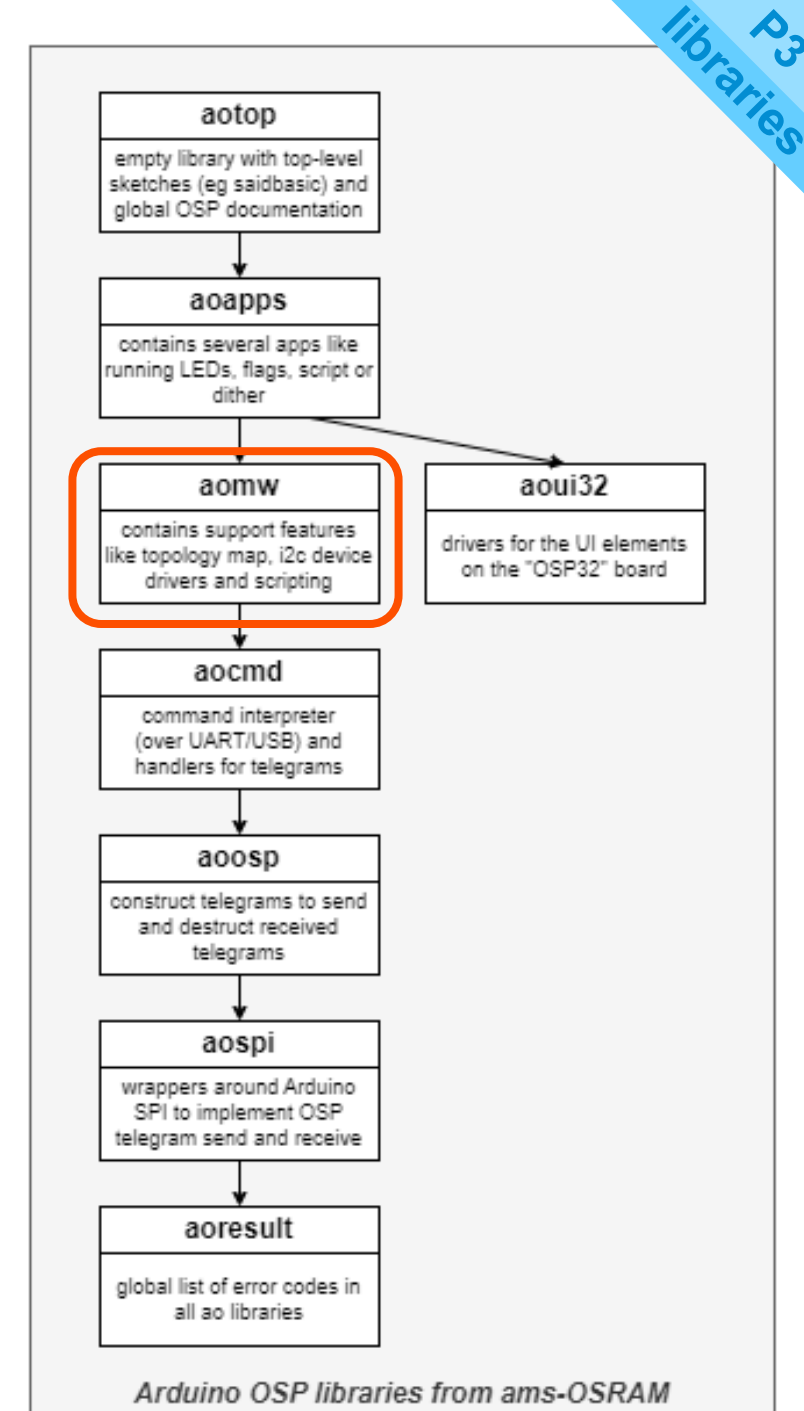 P3
libraries
aotop
empty library with top-level
sketches (eg saidbasic) and
global OSP documentation
aoapps
contains several apps like
running LEDs, flags, script or
dither
aomw
contains support features
like topology map, i2c device
drivers and scripting
aoui32
drivers for the UI elements
on the "OSP32" board
aocmd
command interpreter
(over UART/USB) and
handlers for telegrams
aoosp
construct telegrams to send
and destruct received
telegrams
aospi
wrappers around Arduino
SPI to implement OSP
telegram send and receive
aoresult
global list of error codes in
all ao libraries
Arduino OSP libraries from ams-OSRAM